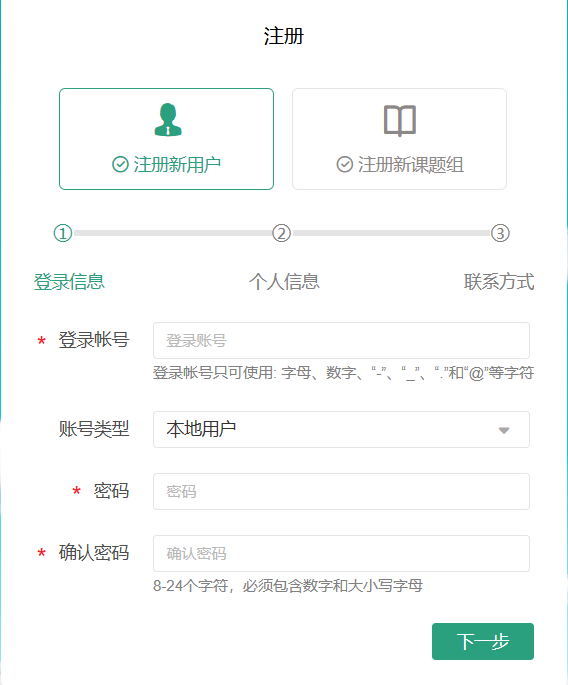 注册
注册新用户
注册新课题组
① ② ③
登录信息 个人信息 联系方式
* 登录帐号 登录账号
登录帐号只可使用: 字母、数字、“-”、“_”、“.”和“@”等字符
账号类型 本地用户
* 密码 密码
* 确认密码 确认密码
8-24个字符，必须包含数字和大小写字母
下一步